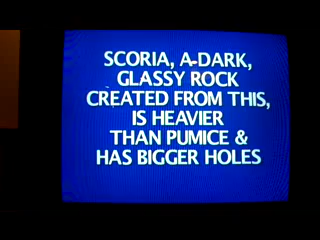 SCORIA, A DARK,
GLASSY ROCK
CREATED FROM THIS,
IS HEAVIER
THAN PUMICE &
HAS BIGGER HOLES